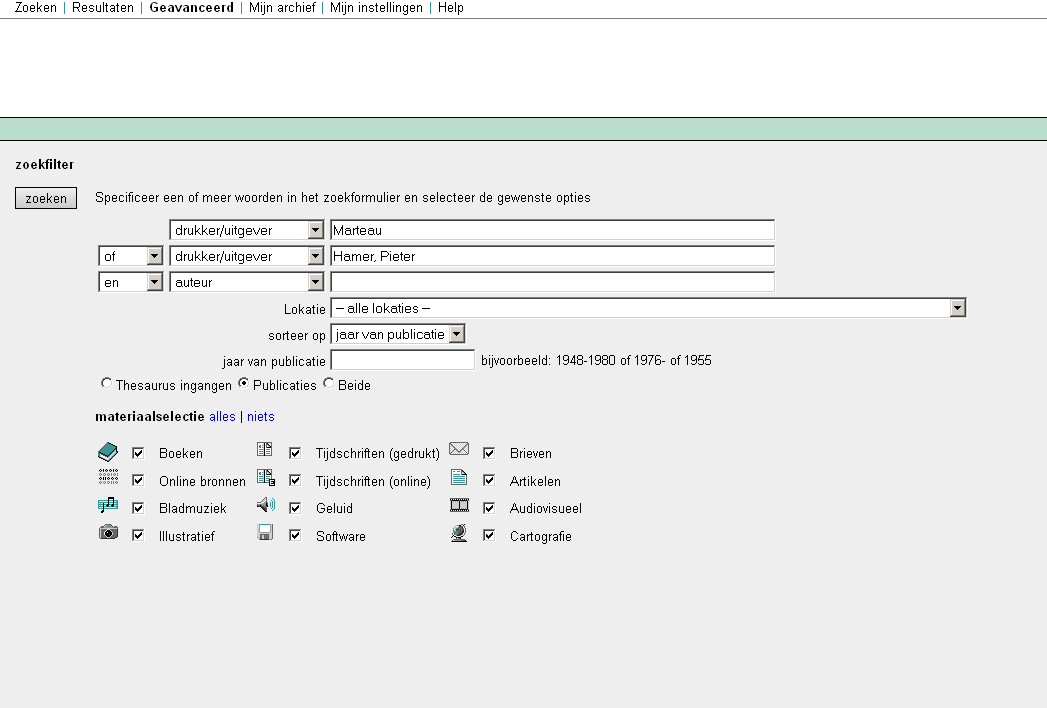 Zoeken | Resultaten | Geavanceerd | Mijn archief | Mijn instellingen | Help
zoekfilter
zoeken Specificeer een of meer woorden in het zoekformulier en selecteer de gewenste opties
drukker/uitgever Marteau
of drukker/uitgever Hamer, Pieter
en auteur
Lokatie – alle lokaties –
sorteer op jaar van publicatie
jaar van publicatie bijvoorbeeld: 1948-1980 of 1976- of 1955
Thesaurus ingangen Publicaties Beide
materiaalselectie alles | niets
Boeken Tijdschriften (gedrukt) Brieven
Online bronnen Tijdschriften (online) Artikelen
Bladmuziek Geluid Audiovisueel
Illustratief Software Cartografie